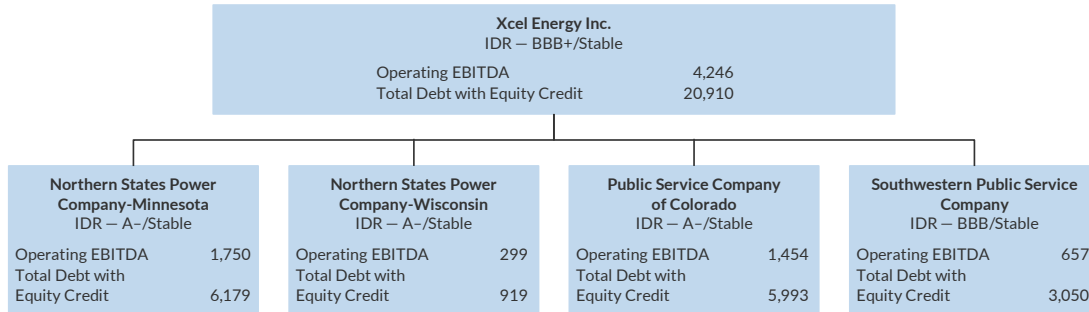 Xcel Energy Inc.
IDR — BBB+/Stable
Operating EBITDA 4,246
Total Debt with Equity Credit 20,910
Northern States Power
Company-Minnesota
IDR — A–/Stable
Operating EBITDA 1,750
Total Debt with
Equity Credit 6,179
Northern States Power
Company-Wisconsin
IDR — A–/Stable
Operating EBITDA 299
Total Debt with
Equity Credit 919
Public Service Company
of Colorado
IDR — A–/Stable
Operating EBITDA 1,454
Total Debt with
Equity Credit 5,993
Southwestern Public Service
Company
IDR — BBB/Stable
Operating EBITDA 657
Total Debt with
Equity Credit 3,050